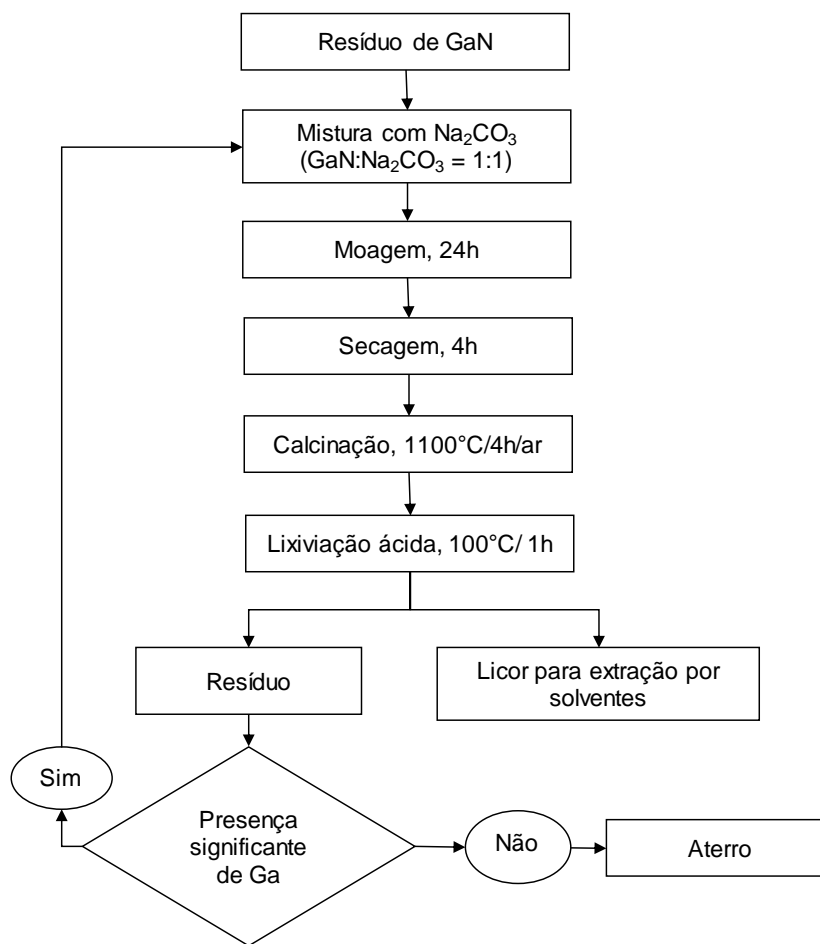 Resíduo de GaN
Mistura com Na₂CO₃
(GaN:Na₂CO₃ = 1:1)
Moagem, 24h
Secagem, 4h
Calcinação, 1100°C/4h/ar
Lixiviação ácida, 100°C/ 1h
Resíduo
Licor para extração por
solventes
Sim
Presença
significante
de Ga
Não
Aterro